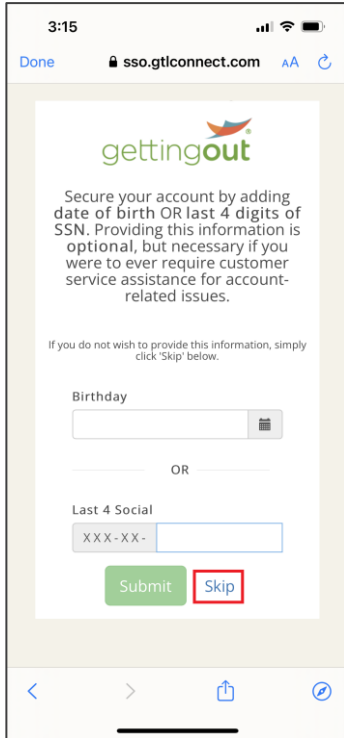 3:15
Done sso.gtlconnect.com AA
gettingout
Secure your account by adding
date of birth OR last 4 digits of
SSN. Providing this information is
optional, but necessary if you
were to ever require customer
service assistance for account-
related issues.
If you do not wish to provide this information, simply
click 'Skip' below.
Birthday
OR
Last 4 Social
XXX-XX-
Submit Skip